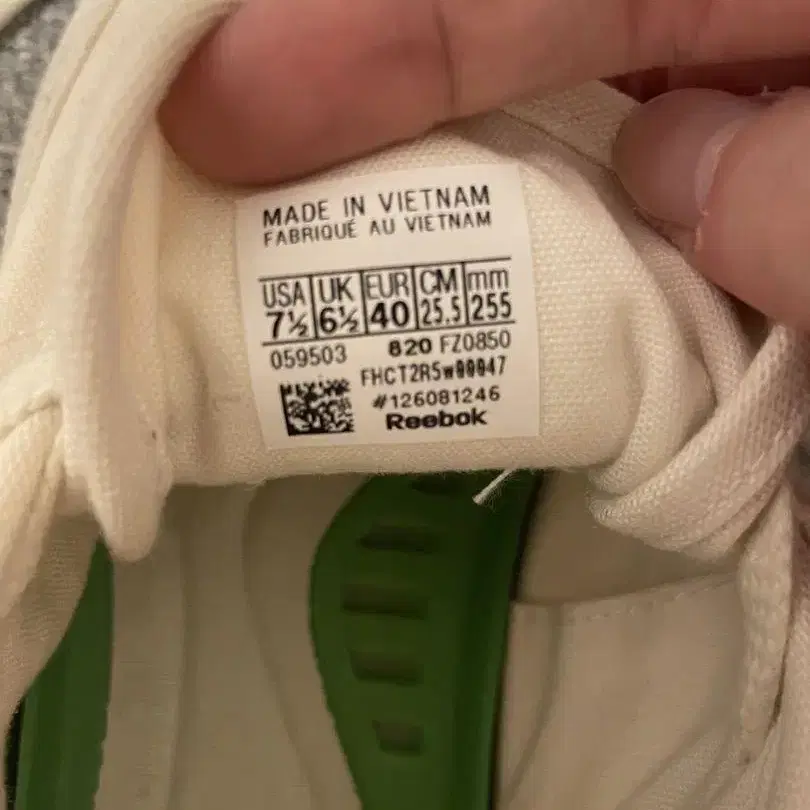 MADE IN VIETNAM
FABRIQUÉ AU VIETNAM
USA UK EUR CM mm
7½ 6½ 40 25.5 255
059503 820 FZ0850
FHCT2R5w00047
#126081246
Reebok